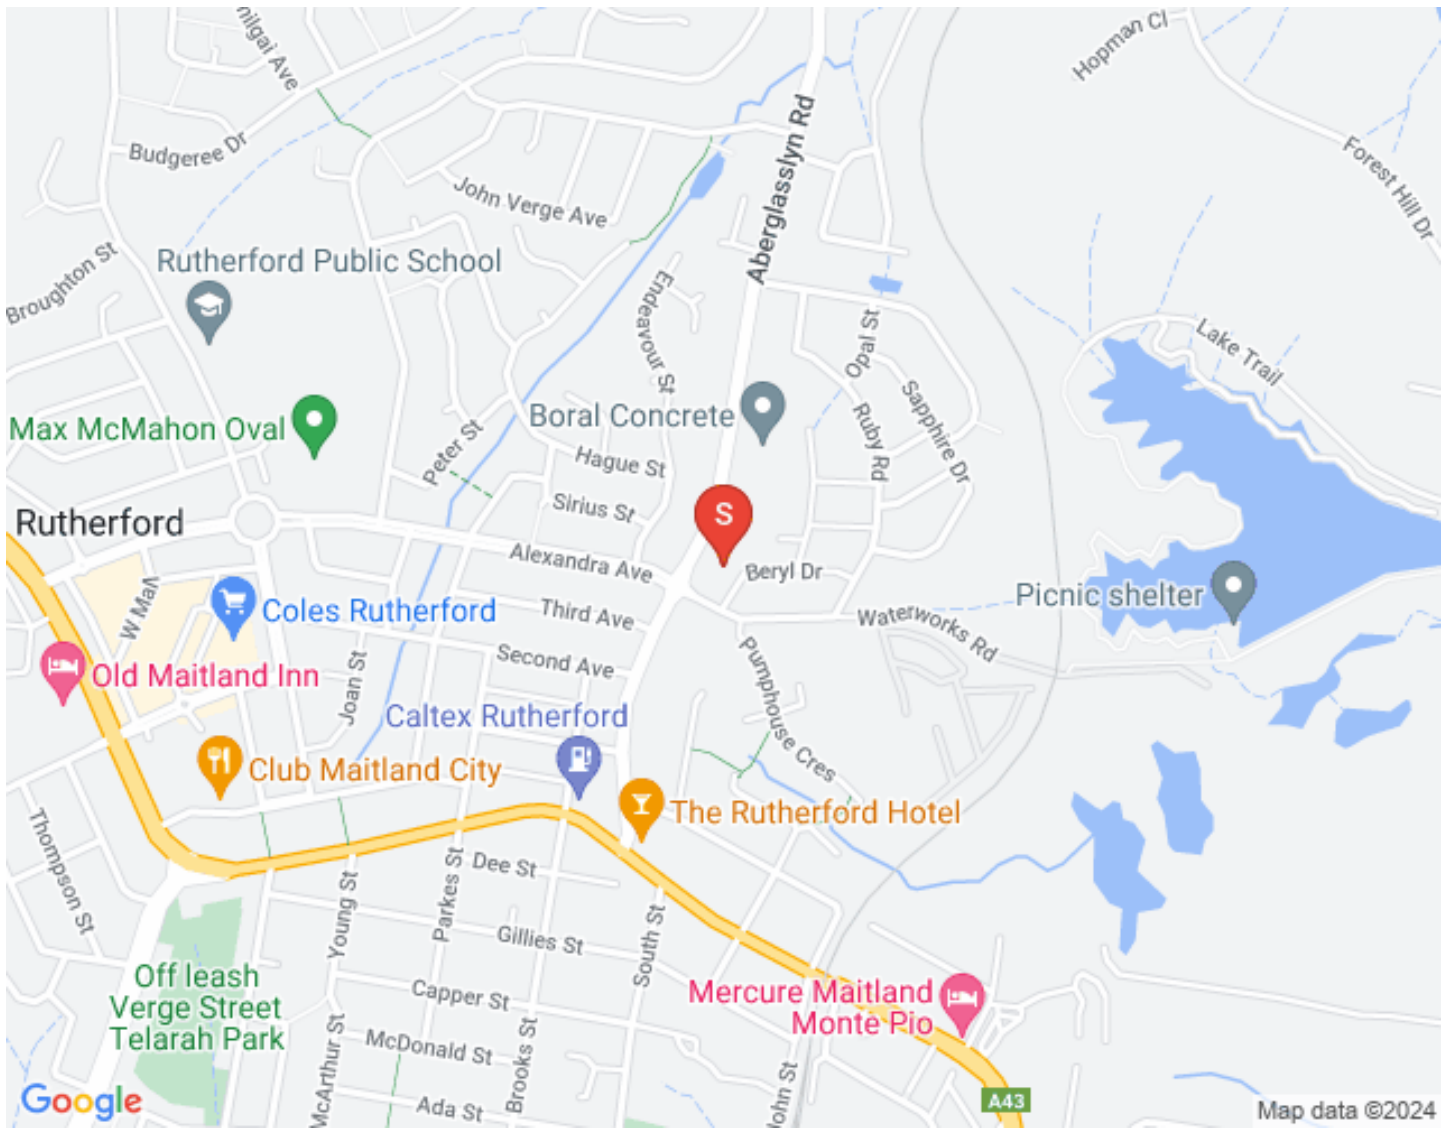 Hopman Cl
Budgeree Dr
Aberglasslyn Rd
Forest Hill Dr
John Verge Ave
Rutherford Public School
Broughton St
Endeavour St
Opal St
Lake Trail
Boral Concrete
Sapphire Dr
Ruby Rd
Max McMahon Oval
Peter St
Hague St
Sirius St
S
Rutherford
Alexandra Ave
Beryl Dr
Picnic shelter
W Mall
Coles Rutherford
Third Ave
Waterworks Rd
Second Ave
Old Maitland Inn
Joan St
Pumphouse Cres
Caltex Rutherford
Club Maitland City
The Rutherford Hotel
Thompson St
Dee St
Young St
Parkes St
Gillies St
South St
Off leash
Verge Street
Telarah Park
Capper St
Mercure Maitland
Monte Pio
McArthur St
McDonald St
Brooks St
John St
Ada St
Google
A43
Map data ©2024